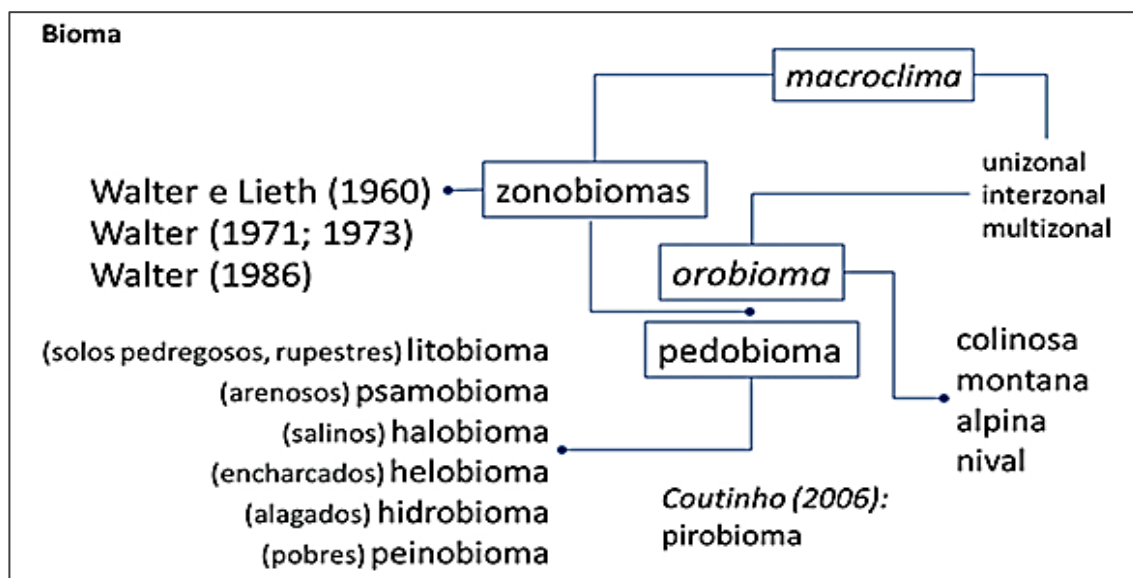 Bioma
macroclima
unizonal
interzonal
multizonal
zonobiomas
Walter e Lieth (1960)
Walter (1971; 1973)
Walter (1986)
orobioma
pedobioma
(solos pedregosos, rupestres) litobioma
(arenosos) psamobioma
(salinos) halobioma
(encharcados) helobioma
(alagados) hidrobioma
(pobres) peinobioma
colinosa
montana
alpina
nival
Coutinho (2006):
pirobioma